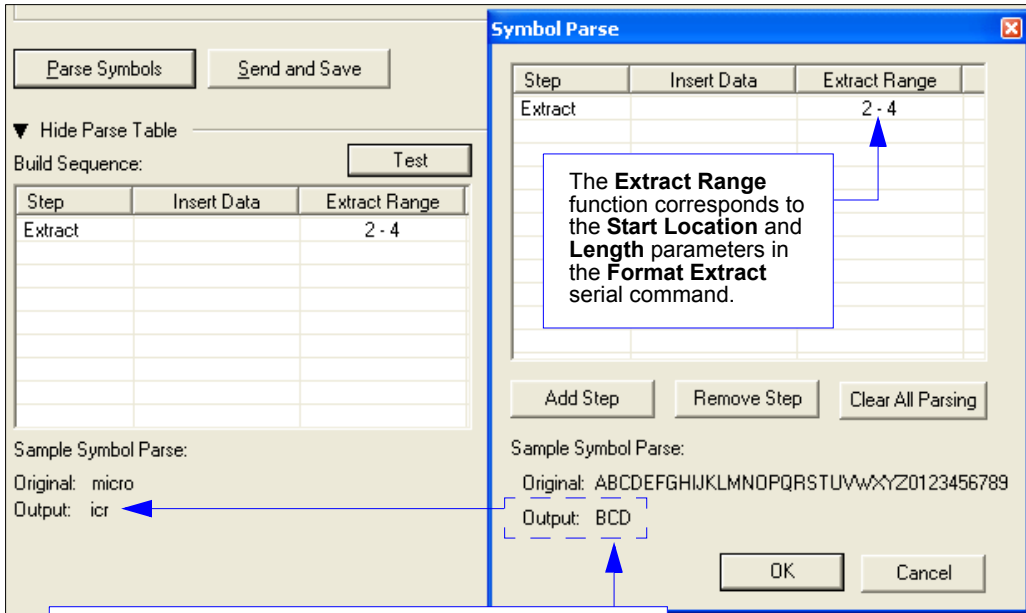 Parse Symbols
Send and Save
▼ Hide Parse Table
Build Sequence:
Test
Step Insert Data Extract Range
Extract 2 - 4
Sample Symbol Parse:
Original: micro
Output: icr
Symbol Parse
Step Insert Data Extract Range
Extract 2 - 4
The Extract Range
function corresponds to
the Start Location and
Length parameters in
the Format Extract
serial command.
Add Step
Remove Step
Clear All Parsing
Sample Symbol Parse:
Original: ABCDEFGHIJKLMNOPQRSTUVWXYZ0123456789
Output: BCD
OK
Cancel